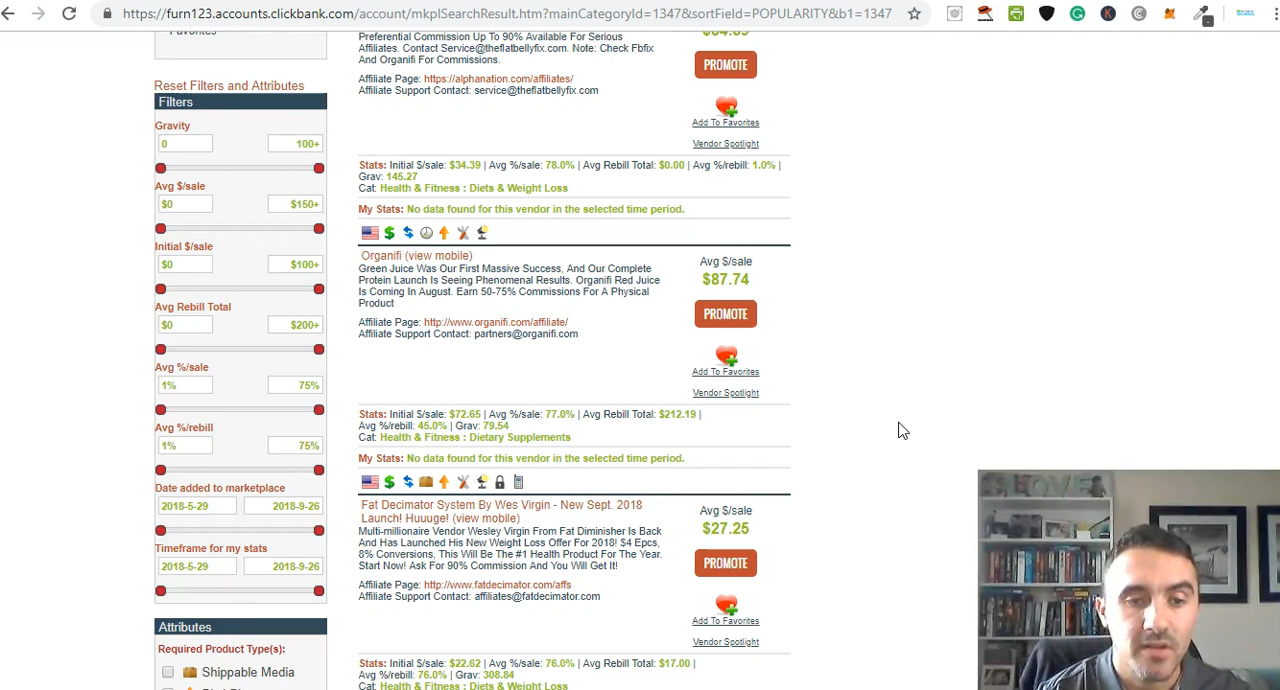 https://furn123.accounts.clickbank.com/account/mkplSearchResult.htm?mainCategoryId=1347&sortField=POPULARITY&b1=1347
Reset Filters and Attributes
Filters
Gravity
0 100+
Avg $/sale
$0 $150+
Initial $/sale
$0 $100+
Avg Rebill Total
$0 $200+
Avg %/sale
1% 75%
Avg %/rebill
1% 75%
Date added to marketplace
2018-5-29 2018-9-26
Timeframe for my stats
2018-5-29 2018-9-26
Attributes
Required Product Type(s):
Shippable Media
Preferential Commission Up To 90% Available For Serious
Affiliates. Contact Service@theflatbellyfix.com. Note: Check Fbfix
And Organifi For Commissions.
Affiliate Page: https://alphanation.com/affiliates/
Affiliate Support Contact: service@theflatbellyfix.com
PROMOTE
Add To Favorites
Vendor Spotlight
Stats: Initial $/sale: $34.39 | Avg %/sale: 78.0% | Avg Rebill Total: $0.00 | Avg %/rebill: 1.0% |
Grav: 145.27
Cat: Health & Fitness : Diets & Weight Loss
My Stats: No data found for this vendor in the selected time period.
Organifi (view mobile)
Green Juice Was Our First Massive Success, And Our Complete
Protein Launch Is Seeing Phenomenal Results. Organifi Red Juice
Is Coming In August. Earn 50-75% Commissions For A Physical
Product
Affiliate Page: http://www.organifi.com/affiliate/
Affiliate Support Contact: partners@organifi.com
Avg $/sale
$87.74
PROMOTE
Add To Favorites
Vendor Spotlight
Stats: Initial $/sale: $72.65 | Avg %/sale: 77.0% | Avg Rebill Total: $212.19 |
Avg %/rebill: 45.0% | Grav: 79.54
Cat: Health & Fitness : Dietary Supplements
My Stats: No data found for this vendor in the selected time period.
Fat Decimator System By Wes Virgin - New Sept. 2018
Launch! Huuuge! (view mobile)
Multi-millionaire Vendor Wesley Virgin From Fat Diminisher Is Back
And Has Launched His New Weight Loss Offer For 2018! $4 Epcs,
8% Conversions, This Will Be The #1 Health Product For The Year.
Start Now! Ask For 90% Commission And You Will Get It!
Affiliate Page: http://www.fatdecimator.com/affs
Affiliate Support Contact: affiliates@fatdecimator.com
Avg $/sale
$27.25
PROMOTE
Add To Favorites
Vendor Spotlight
Stats: Initial $/sale: $22.62 | Avg %/sale: 76.0% | Avg Rebill Total: $17.00 |
Avg %/rebill: 76.0% | Grav: 308.84
Cat: Health & Fitness : Diets & Weight Loss
LOVE